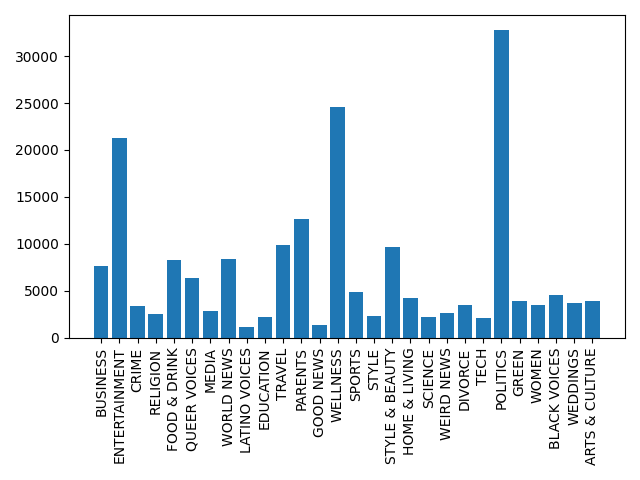 30000
25000
20000
15000
10000
5000
0
BUSINESS
ENTERTAINMENT
CRIME
RELIGION
FOOD & DRINK
QUEER VOICES
MEDIA
WORLD NEWS
LATINO VOICES
EDUCATION
TRAVEL
PARENTS
GOOD NEWS
WELLNESS
SPORTS
STYLE
STYLE & BEAUTY
HOME & LIVING
SCIENCE
WEIRD NEWS
DIVORCE
TECH
POLITICS
GREEN
WOMEN
BLACK VOICES
WEDDINGS
ARTS & CULTURE